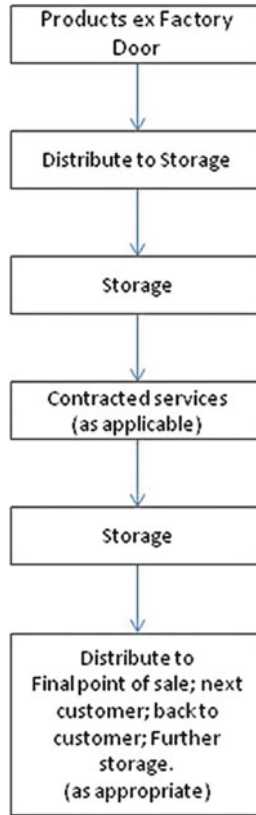 Products ex Factory
Door
Distribute to Storage
Storage
Contracted services
(as applicable)
Storage
Distribute to
Final point of sale; next
customer; back to
customer; Further
storage.
(as appropriate)